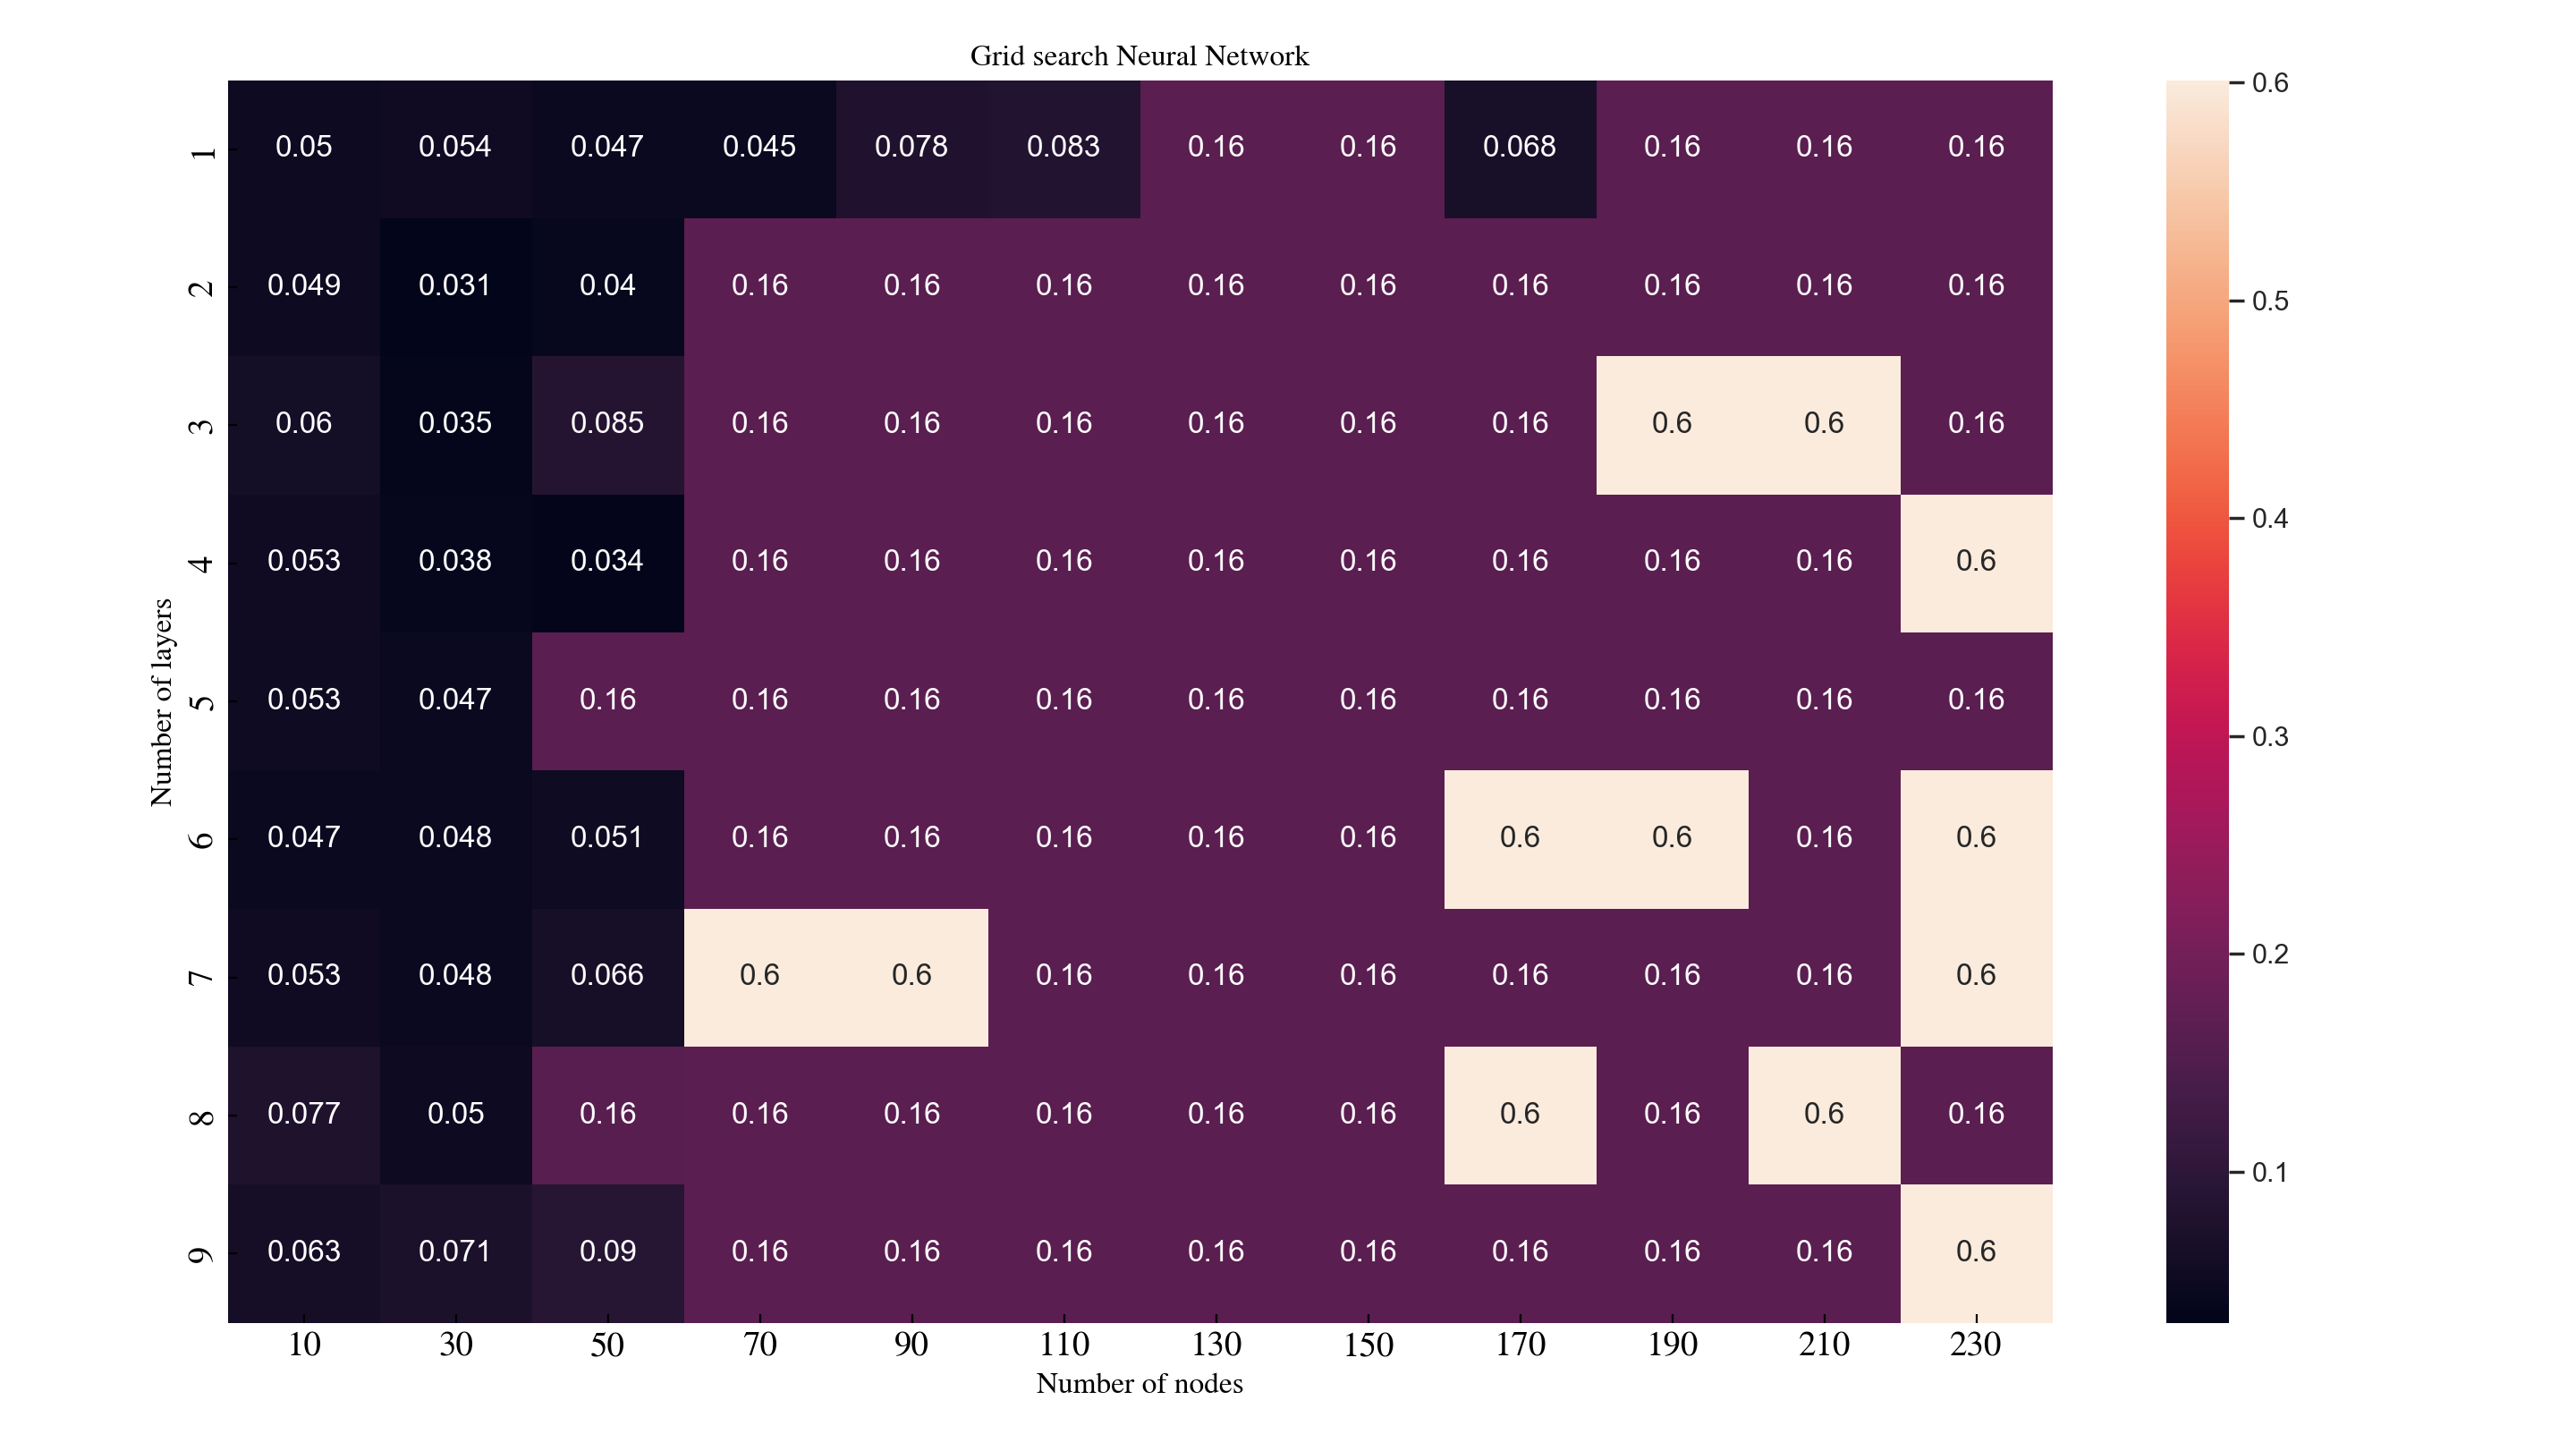 Grid search Neural Network
1 0.05 0.054 0.047 0.045 0.078 0.083 0.16 0.16 0.068 0.16 0.16 0.16
2 0.049 0.031 0.04 0.16 0.16 0.16 0.16 0.16 0.16 0.16 0.16 0.16
3 0.06 0.035 0.085 0.16 0.16 0.16 0.16 0.16 0.16 0.6 0.6 0.16
4 0.053 0.038 0.034 0.16 0.16 0.16 0.16 0.16 0.16 0.16 0.16 0.6
5 0.053 0.047 0.16 0.16 0.16 0.16 0.16 0.16 0.16 0.16 0.16 0.16
6 0.047 0.048 0.051 0.16 0.16 0.16 0.16 0.16 0.6 0.6 0.16 0.6
7 0.053 0.048 0.066 0.6 0.6 0.16 0.16 0.16 0.16 0.16 0.16 0.6
8 0.077 0.05 0.16 0.16 0.16 0.16 0.16 0.16 0.6 0.16 0.6 0.16
9 0.063 0.071 0.09 0.16 0.16 0.16 0.16 0.16 0.16 0.16 0.16 0.6
10 30 50 70 90 110 130 150 170 190 210 230
Number of nodes
Number of layers
0.6
0.5
0.4
0.3
0.2
0.1